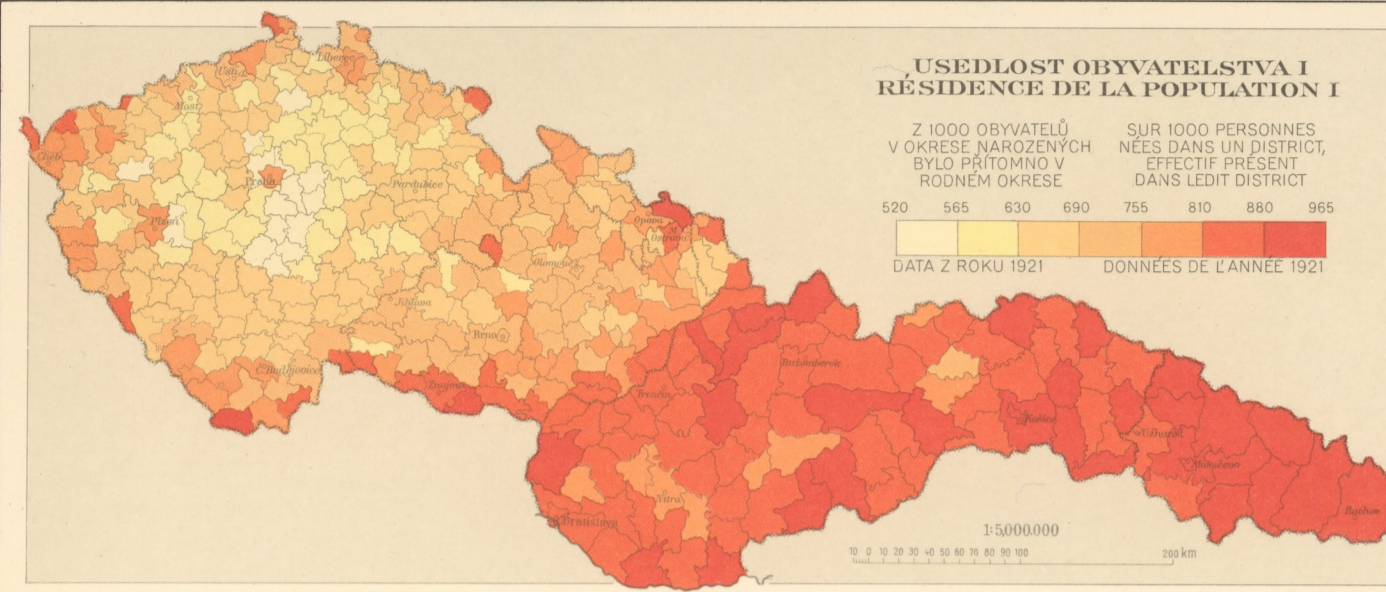 USEDLOST OBYVATELSTVA I
RÉSIDENCE DE LA POPULATION I
Z 1000 OBYVATELŮ
V OKRESE NAROZENÝCH
BYLO PŘÍTOMNO V
RODNÉM OKRESE
SUR 1000 PERSONNES
NÉES DANS UN DISTRICT,
EFFECTIF PRÉSENT
DANS LEDIT DISTRICT
520 565 630 690 755 810 880 965
DATA Z ROKU 1921
DONNÉES DE L'ANNÉE 1921
Liberec
Ústí
Most
Cheb
Praha
Pardubice
Plzeň
Opava
M. Ostrava
Olomouc
Jihlava
Brno
Č. Budějovice
Znojmo
Ružomberok
Trenčín
Košice
Užhorod
Mukačevo
Nitra
Bratislava
1:5,000.000
10 0 10 20 30 40 50 60 70 80 90 100 200 km